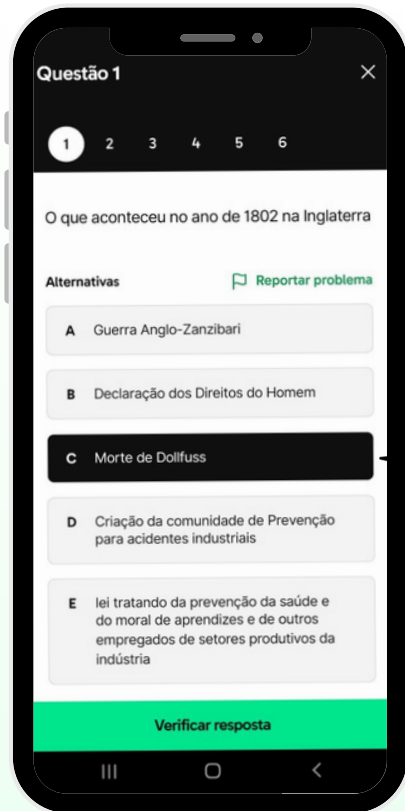 Questão 1
1 2 3 4 5 6
O que aconteceu no ano de 1802 na Inglaterra
Alternativas Reportar problema
A Guerra Anglo-Zanzibari
B Declaração dos Direitos do Homem
C Morte de Dollfuss
D Criação da comunidade de Prevenção
para acidentes industriais
E lei tratando da prevenção da saúde e
do moral de aprendizes e de outros
empregados de setores produtivos da
indústria
Verificar resposta